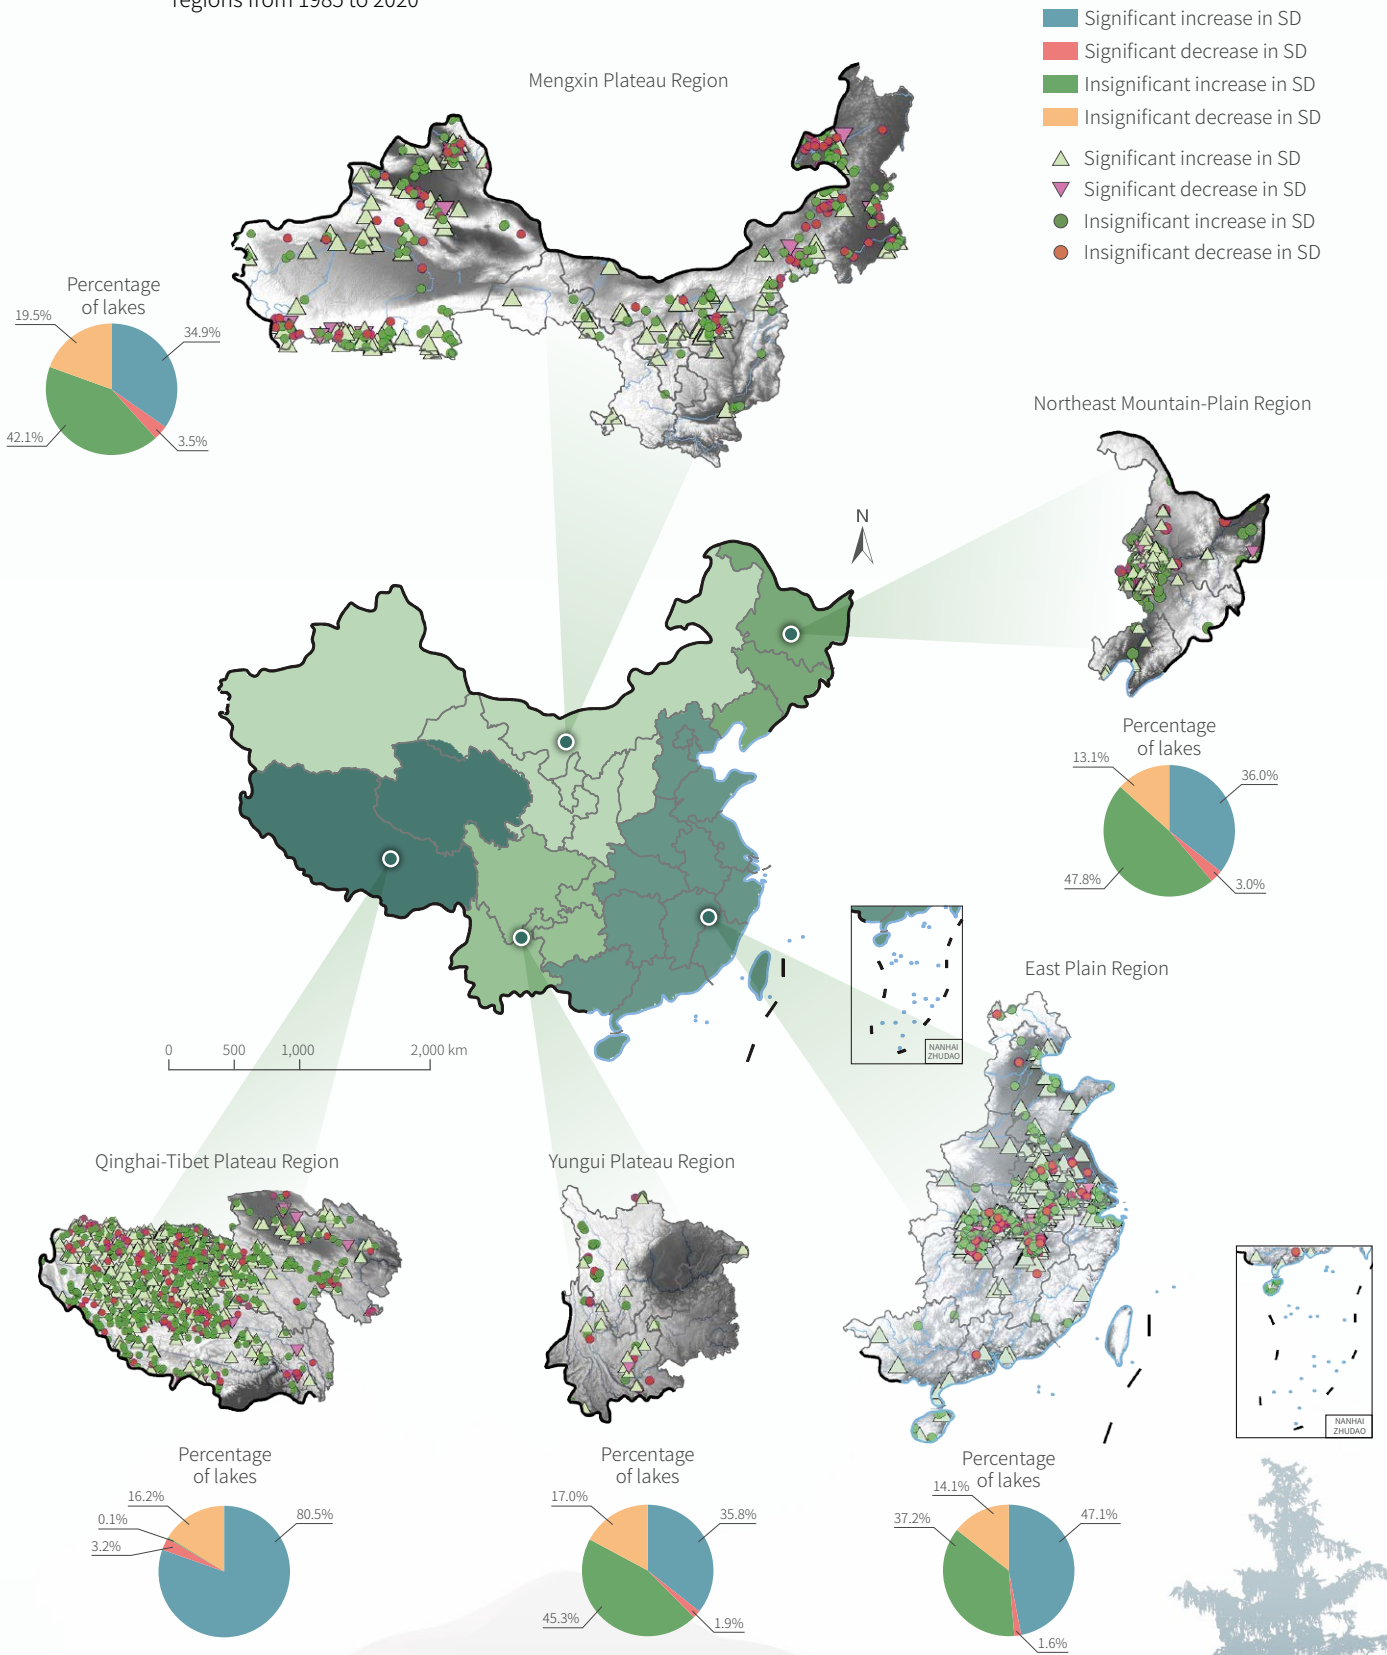 regions from 1985 to 2020
Significant increase in SD
Significant decrease in SD
Insignificant increase in SD
Insignificant decrease in SD
Significant increase in SD
Significant decrease in SD
Insignificant increase in SD
Insignificant decrease in SD
Mengxin Plateau Region
Percentage
of lakes
19.5%
34.9%
42.1%
3.5%
Northeast Mountain-Plain Region
N
Percentage
of lakes
13.1%
36.0%
47.8%
3.0%
NANHAI
ZHUDAO
East Plain Region
0 500 1,000 2,000 km
Qinghai-Tibet Plateau Region
Yungui Plateau Region
NANHAI
ZHUDAO
Percentage
of lakes
16.2%
0.1%
3.2%
80.5%
Percentage
of lakes
17.0%
35.8%
45.3%
1.9%
Percentage
of lakes
14.1%
37.2%
47.1%
1.6%